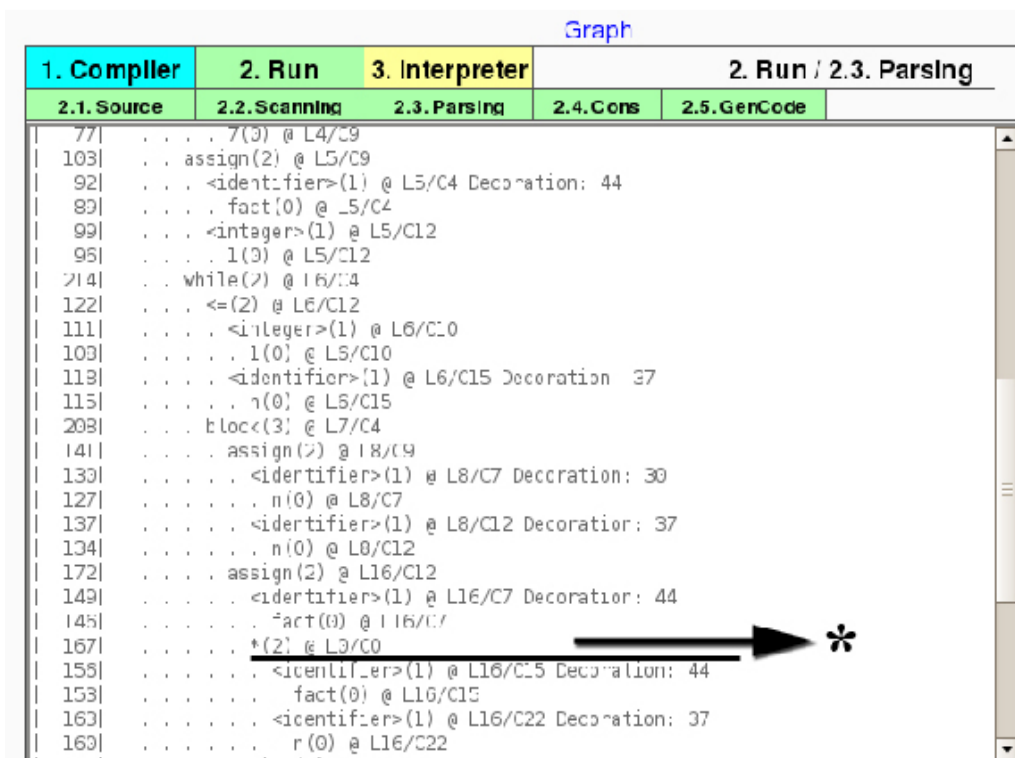 Graph
1. Compiler 2. Run 3. Interpreter 2. Run / 2.3. Parsing
2.1. Source 2.2. Scanning 2.3. Parsing 2.4. Cons 2.5. GenCode
| 77| . . . . 7(0) @ L4/C9
| 103| . . assign(2) @ L5/C9
| 92| . . . <identifier>(1) @ L5/C4 Decoration: 44
| 89| . . . . fact(0) @ L5/C4
| 99| . . . <integer>(1) @ L5/C12
| 96| . . . . 1(0) @ L5/C12
| 214| . . while(2) @ L6/C4
| 122| . . . <=(2) @ L6/C12
| 111| . . . . <integer>(1) @ L6/C10
| 108| . . . . . 1(0) @ L6/C10
| 118| . . . . <identifier>(1) @ L6/C15 Decoration 37
| 115| . . . . . n(0) @ L6/C15
| 208| . . . block(3) @ L7/C4
| 141| . . . . assign(2) @ L8/C9
| 130| . . . . . <identifier>(1) @ L8/C7 Decoration: 30
| 127| . . . . . . n(0) @ L8/C7
| 137| . . . . . <identifier>(1) @ L8/C12 Decoration: 37
| 134| . . . . . . n(0) @ L8/C12
| 172| . . . . assign(2) @ L16/C12
| 149| . . . . . <identifier>(1) @ L16/C7 Decoration: 44
| 146| . . . . . . fact(0) @ L16/C7
| 167| . . . . . *(2) @ L0/C0 *
| 156| . . . . . . <identifier>(1) @ L16/C15 Decoration: 44
| 153| . . . . . . fact(0) @ L16/C15
| 163| . . . . . . <identifier>(1) @ L16/C22 Decoration: 37
| 160| . . . . . . n(0) @ L16/C22